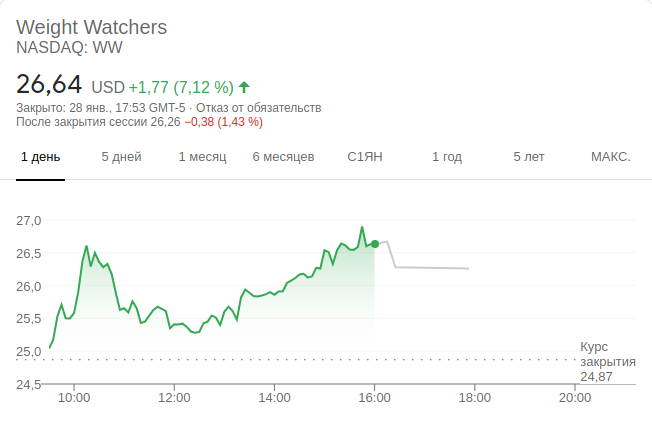 Weight Watchers
NASDAQ: WW
26,64 USD +1,77 (7,12 %)
Закрыто: 28 янв., 17:53 GMT-5 · Отказ от обязательств
После закрытия сессии 26,26 −0,38 (1,43 %)
1 день 5 дней 1 месяц 6 месяцев С1ЯН 1 год 5 лет МАКС.
27,0
26,5
26,0
25,5
25,0
24,5
Курс
закрытия
24,87
10:00 12:00 14:00 16:00 18:00 20:00